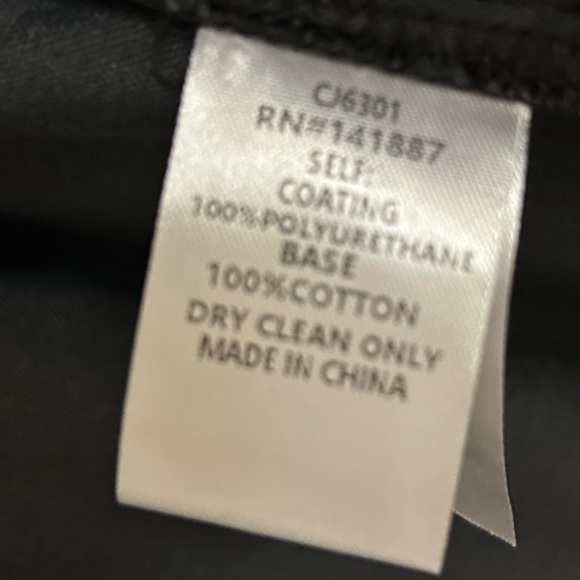 CJ6301
RN#141887
SELF:
COATING
100%POLYURETHANE
BASE
100%COTTON
DRY CLEAN ONLY
MADE IN CHINA